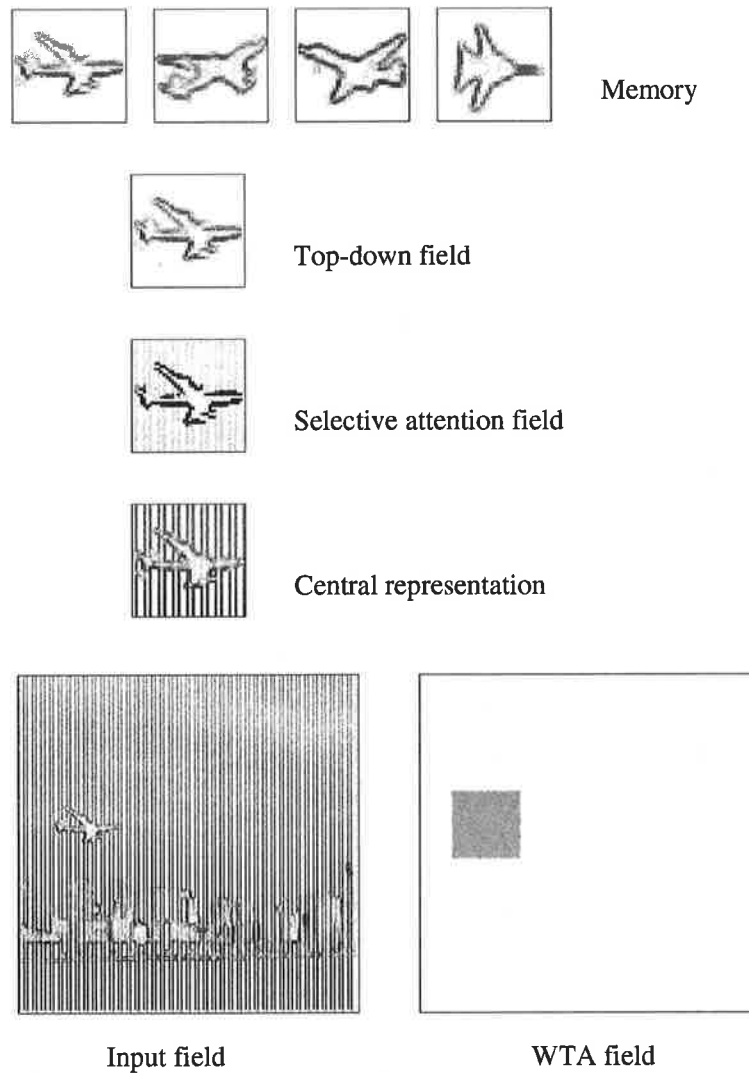 Memory
Top-down field
Selective attention field
Central representation
Input field
WTA field